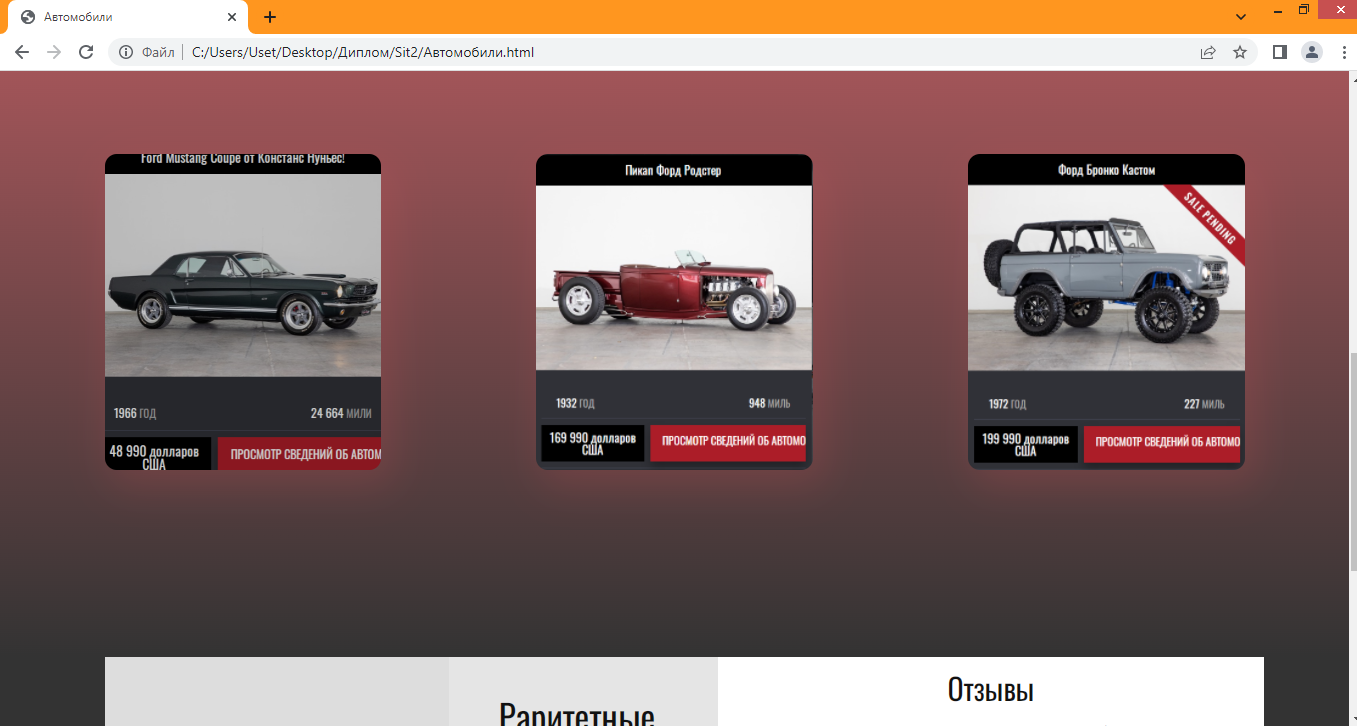 Автомобили
Файл
C:/Users/Uset/Desktop/Диплом/Sit2/Автомобили.html
Ford Mustang Coupe от Констанс Нуньес!
1966 ГОД
24 664 МИЛИ
48 990 долларов
США
ПРОСМОТР СВЕДЕНИЙ ОБ АВТОМ
Пикап Форд Родстер
1932 ГОД
948 МИЛЬ
169 990 долларов
США
ПРОСМОТР СВЕДЕНИЙ ОБ АВТОМО
Форд Бронко Кастом
SALE PENDING
1972 ГОД
227 МИЛЬ
199 990 долларов
США
ПРОСМОТР СВЕДЕНИЙ ОБ АВТОМО
Раритетные
Отзывы